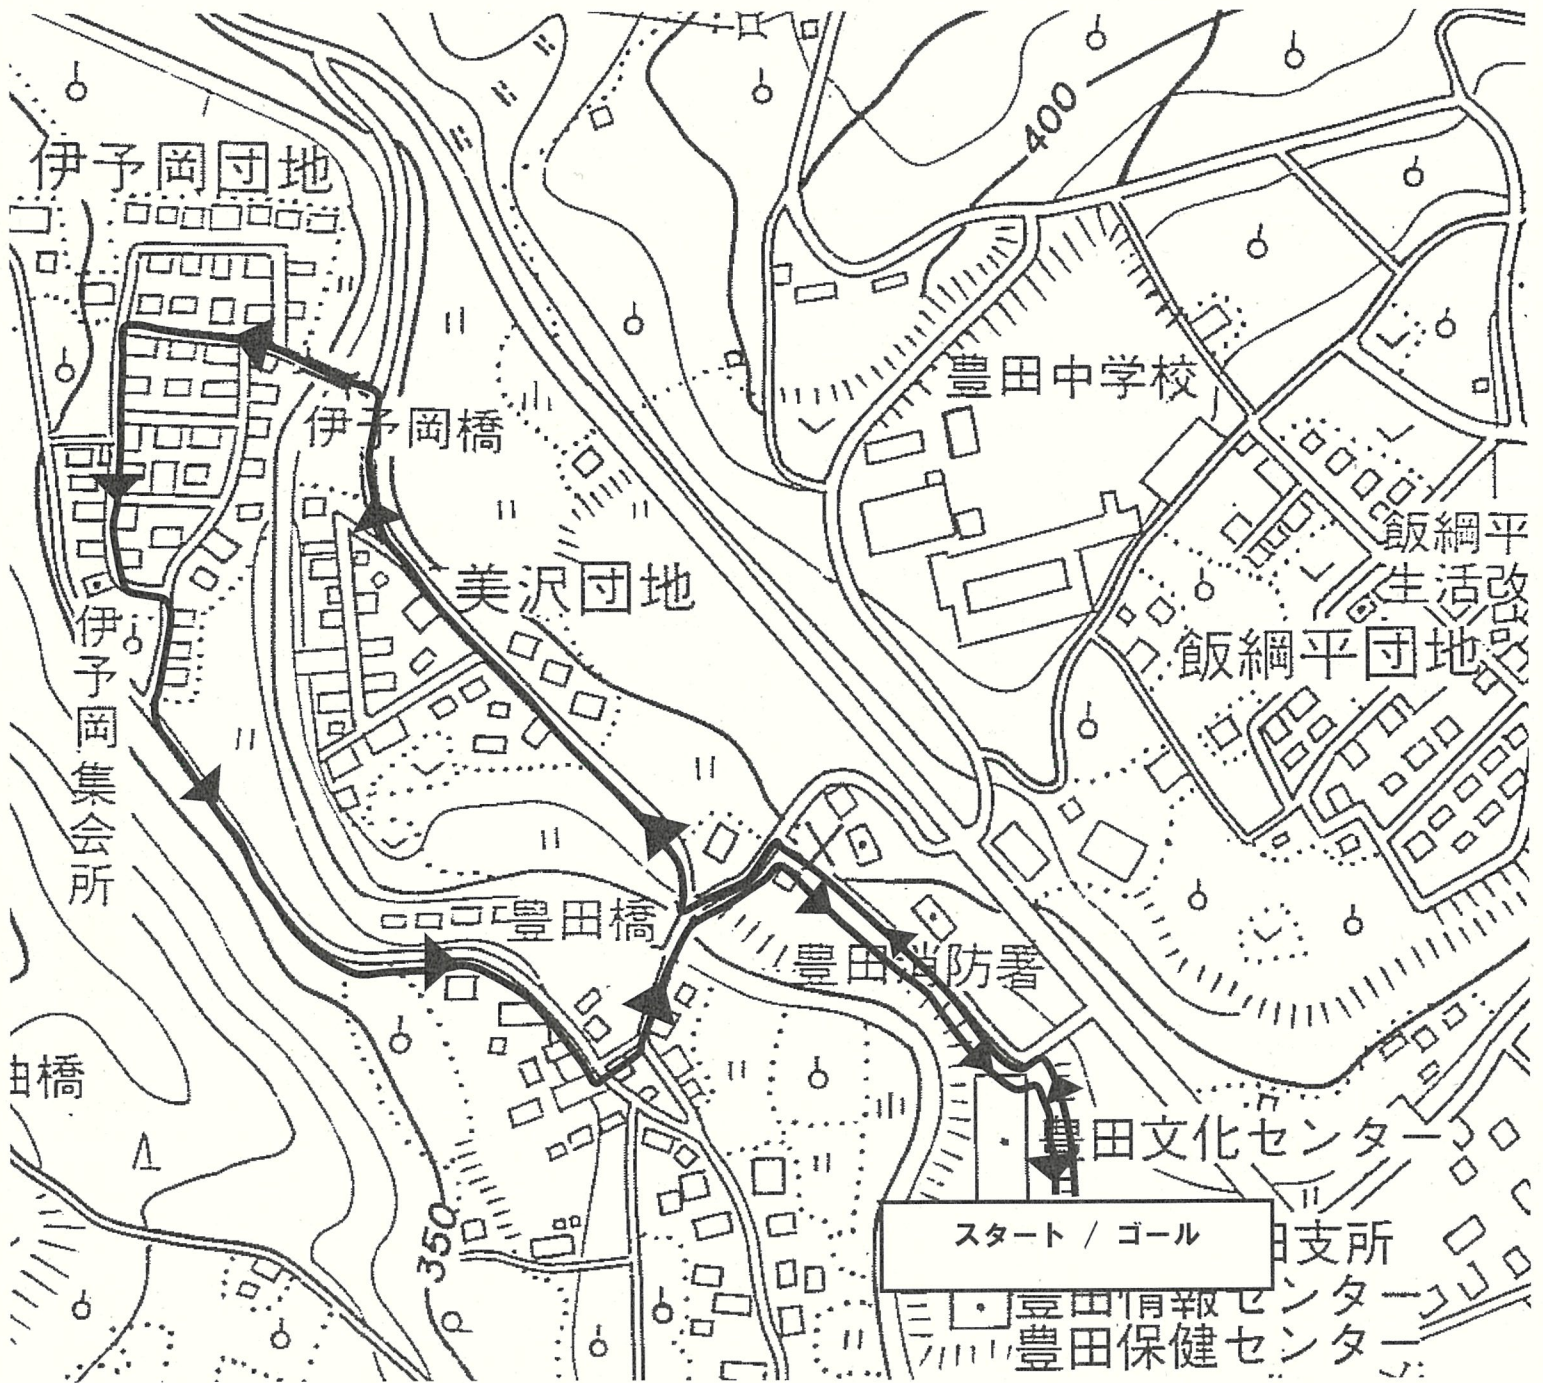 400
伊予岡団地
豊田中学校
伊予岡橋
飯綱平
生活改
美沢団地
飯綱平団地
伊予岡集会所
豊田橋
豊田消防署
橋
豊田文化センター
350
スタート / ゴール
支所
豊田情報センター
豊田保健センター